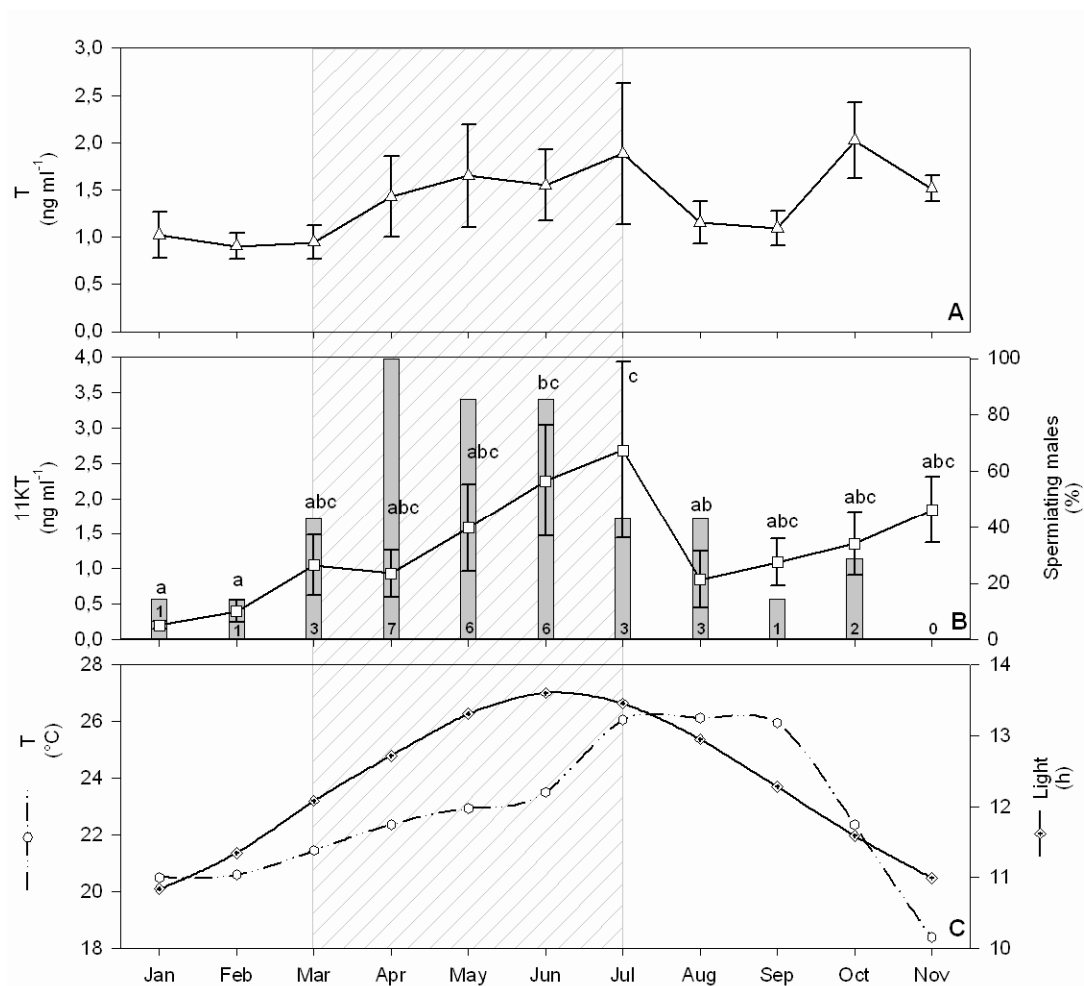 3,0
2,5
2,0
1,5
1,0
0,5
0,0
T
(ng ml-1)
A
4,0
3,5
3,0
2,5
2,0
1,5
1,0
0,5
0,0
11KT
(ng ml-1)
a
a
abc
abc
abc
bc
c
ab
abc
abc
abc
1
1
3
7
6
6
3
3
1
2
0
B
100
80
60
40
20
0
Spermiating males
(%)
28
26
24
22
20
18
T
(°C)
C
14
13
12
11
10
Light
(h)
Jan Feb Mar Apr May Jun Jul Aug Sep Oct Nov